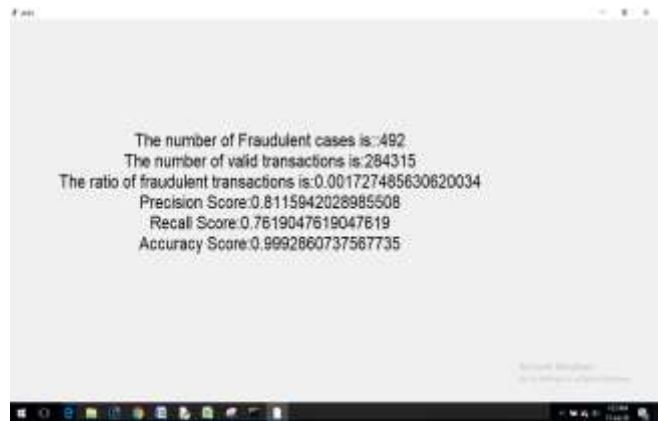 The number of Fraudulent cases is::492
The number of valid transactions is:284315
The ratio of fraudulent transactions is:0.001727485630620034
Precision Score:0.8115942028985508
Recall Score:0.7619047619047619
Accuracy Score:0.9992860737567735